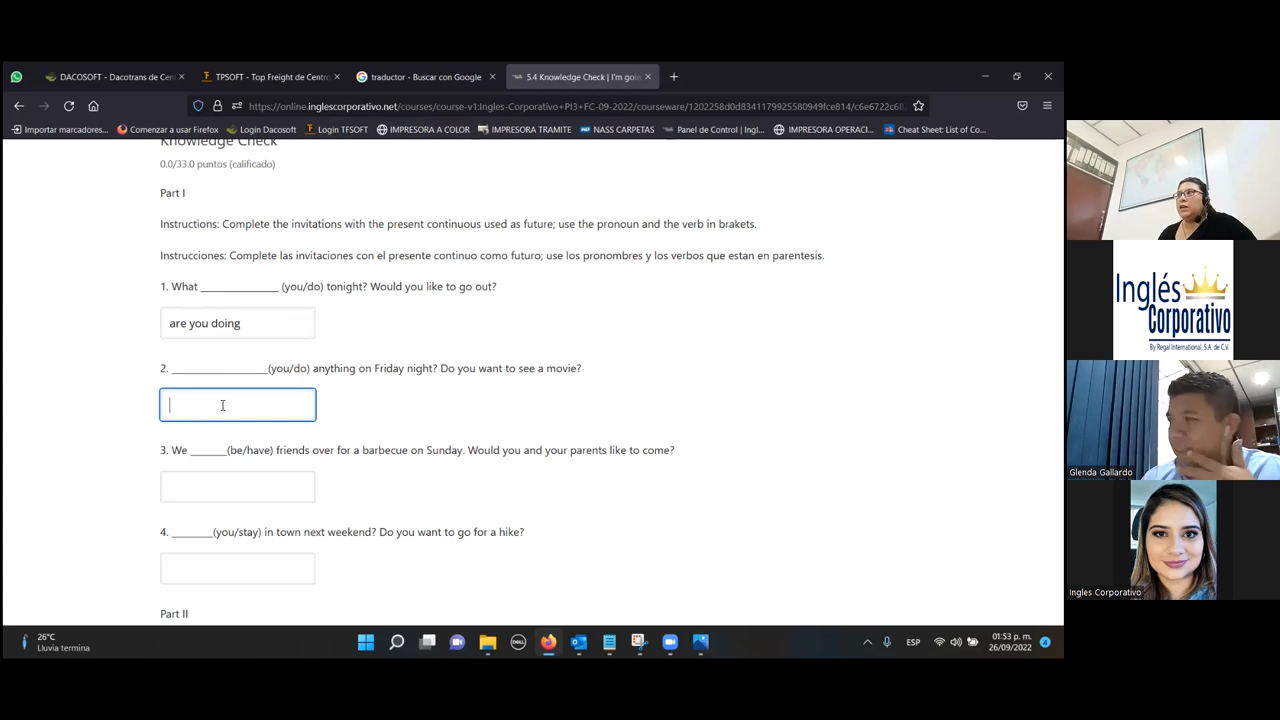 DACOSOFT - Dacotrans de Cen
TPSOFT - Top Freight de Centro
traductor - Buscar con Google
5.4 Knowledge Check | I'm goin
https://online.inglescorporativo.net/courses/course-v1:Ingles-Corporativo+PI3+FC-09-2022/courseware/1202258d0d8341179925580949fce814/c6e6722c68
Importar marcadores...
Comenzar a usar Firefox
Login Dacosoft
Login TFSOFT
IMPRESORA A COLOR
IMPRESORA TRAMITE
NASS CARPETAS
Panel de Control | Ingl...
IMPRESORA OPERACI...
Cheat Sheet: List of Co...
Knowledge Check
0.0/33.0 puntos (calificado)
Part I
Instructions: Complete the invitations with the present continuous used as future; use the pronoun and the verb in brakets.
Instrucciones: Complete las invitaciones con el presente continuo como futuro; use los pronombres y los verbos que estan en parentesis.
1. What ______________ (you/do) tonight? Would you like to go out?
are you doing
2. _________________(you/do) anything on Friday night? Do you want to see a movie?
3. We ______(be/have) friends over for a barbecue on Sunday. Would you and your parents like to come?
4. _______(you/stay) in town next weekend? Do you want to go for a hike?
Part II
26°C
Lluvia termina
DELL
ESP
01:53 p. m.
26/09/2022
4
Inglés
Corporativo
By Regal International, S.A. de C.V.
Glenda Gallardo
Ingles Corporativo